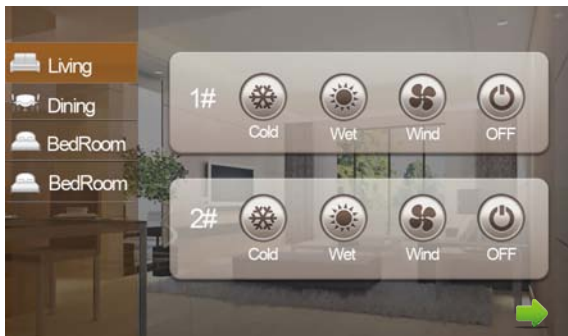 Living
Dining
BedRoom
BedRoom
1#
Cold Wet Wind OFF
2#
Cold Wet Wind OFF